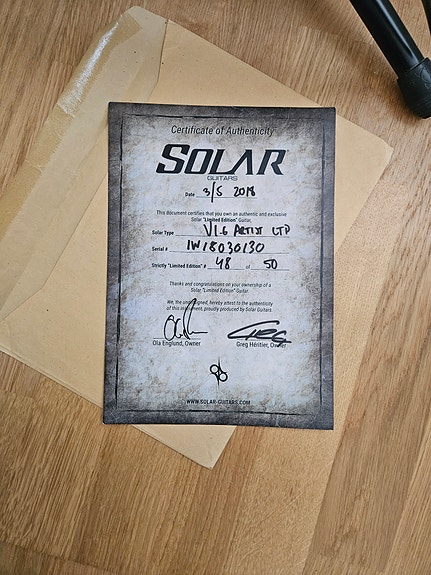 Certificate of Authenticity
SOLAR
GUITARS
Date 3/5 2018
This document certifies that you own an authentic and exclusive
Solar "Limited Edition" Guitar.
Solar Type V1.6 ARTIST LTD
Serial # IW18030130
Strictly "Limited Edition" # 48 of 50
Thanks and congratulations on your ownership of a
Solar "Limited Edition" Guitar.
We, the undersigned, hereby attest to the authenticity
of this document, proudly produced by Solar Guitars.
Ola Englund, Owner Greg Héritier, Owner
WWW.SOLAR-GUITARS.COM